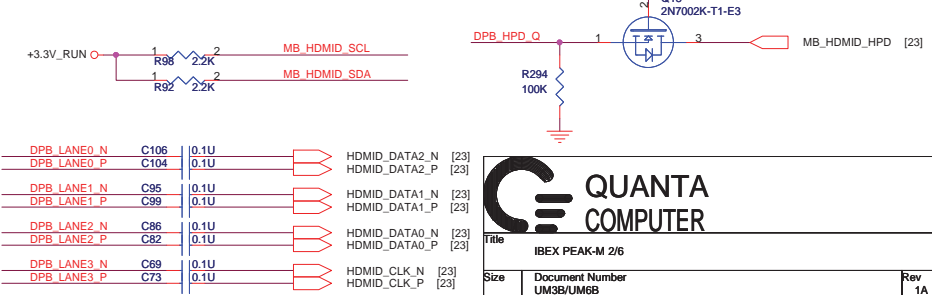 2N7002K-T1-E3
2
+3.3V_RUN 1 2 MB_HDMID_SCL
R98 2.2K
1 2 MB_HDMID_SDA
R92 2.2K
DPB_HPD_Q 1 3 MB_HDMID_HPD [23]
R294
100K
DPB_LANE0_N C106 0.1U HDMID_DATA2_N [23]
DPB_LANE0_P C104 0.1U HDMID_DATA2_P [23]
DPB_LANE1_N C95 0.1U HDMID_DATA1_N [23]
DPB_LANE1_P C99 0.1U HDMID_DATA1_P [23]
DPB_LANE2_N C86 0.1U HDMID_DATA0_N [23]
DPB_LANE2_P C82 0.1U HDMID_DATA0_P [23]
DPB_LANE3_N C69 0.1U HDMID_CLK_N [23]
DPB_LANE3_P C73 0.1U HDMID_CLK_P [23]
QUANTA
COMPUTER
Title
IBEX PEAK-M 2/6
Size Document Number Rev
UM3B/UM6B 1A